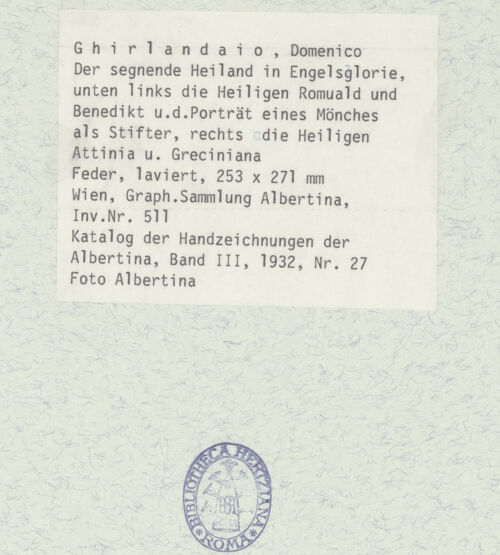 Ghirlandaio, Domenico
Der segnende Heiland in Engelsglorie,
unten links die Heiligen Romuald und
Benedikt u.d.Porträt eines Mönches
als Stifter, rechts die Heiligen
Attinia u. Greciniana
Feder, laviert, 253 x 271 mm
Wien, Graph.Sammlung Albertina,
Inv.Nr. 511
Katalog der Handzeichnungen der
Albertina, Band III, 1932, Nr. 27
Foto Albertina
BIBLIOTHECA HERTZIANA
ROMA